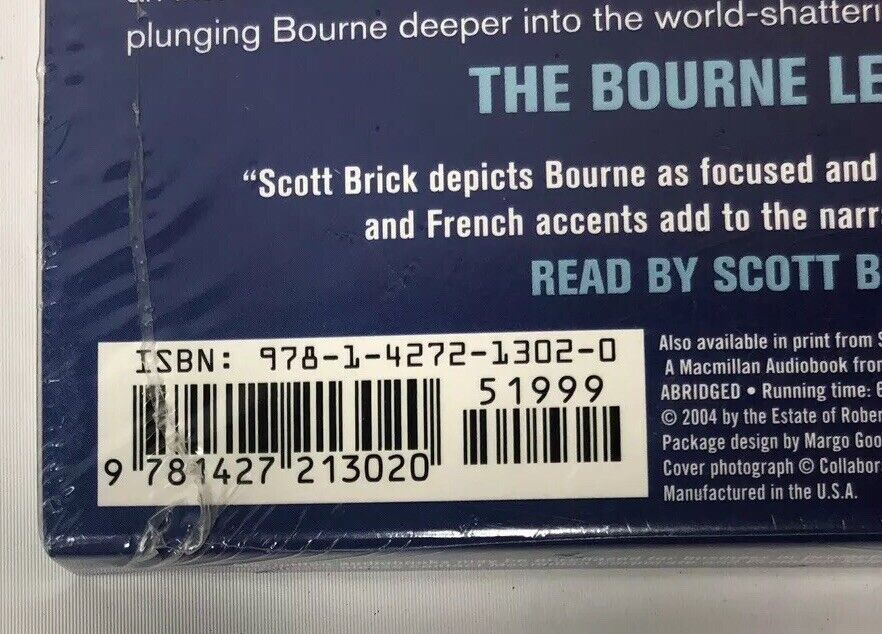 plunging Bourne deeper into the world-shatteri
THE BOURNE LE
“Scott Brick depicts Bourne as focused and
and French accents add to the narr
READ BY SCOTT B
ISBN: 978-1-4272-1302-0
51999
9 781427 213020
Also available in print from S
A Macmillan Audiobook from
ABRIDGED • Running time: 6
© 2004 by the Estate of Rober
Package design by Margo Goo
Cover photograph © Collabor
Manufactured in the U.S.A.